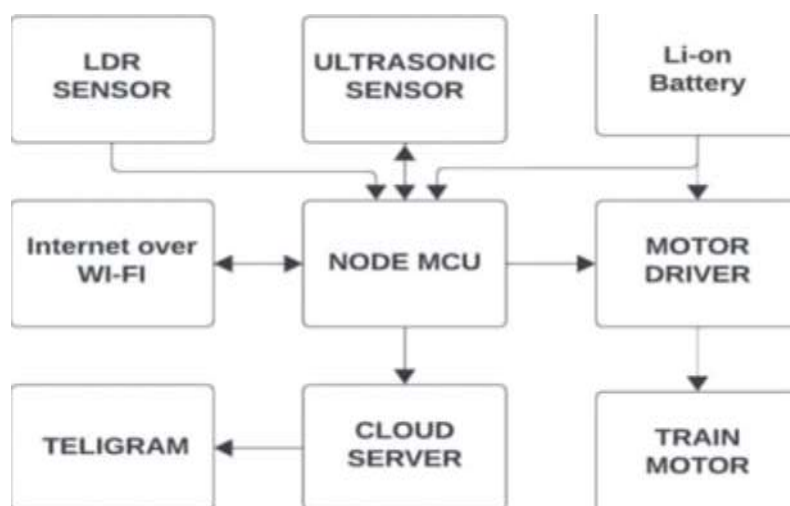 LDR
SENSOR
ULTRASONIC
SENSOR
Li-on
Battery
Internet over
WI-FI
NODE MCU
MOTOR
DRIVER
TELIGRAM
CLOUD
SERVER
TRAIN
MOTOR